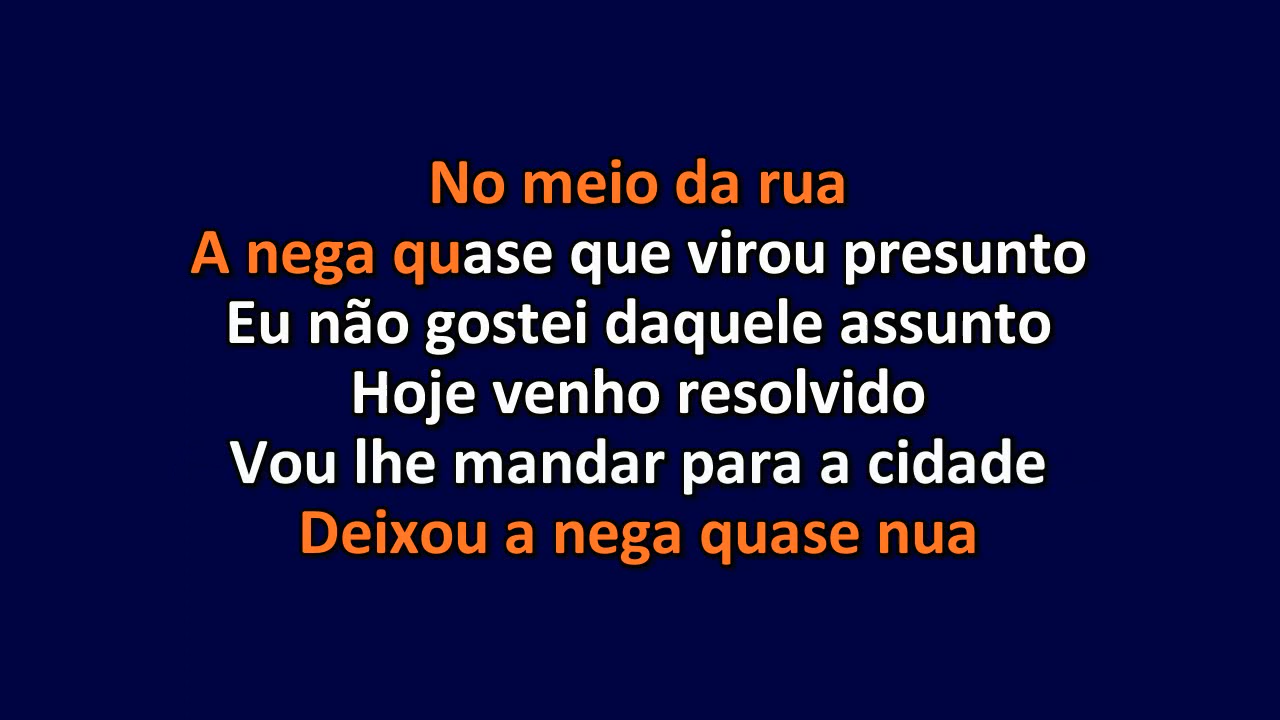 No meio da rua
A nega quase que virou presunto
Eu não gostei daquele assunto
Hoje venho resolvido
Vou lhe mandar para a cidade
Deixou a nega quase nua